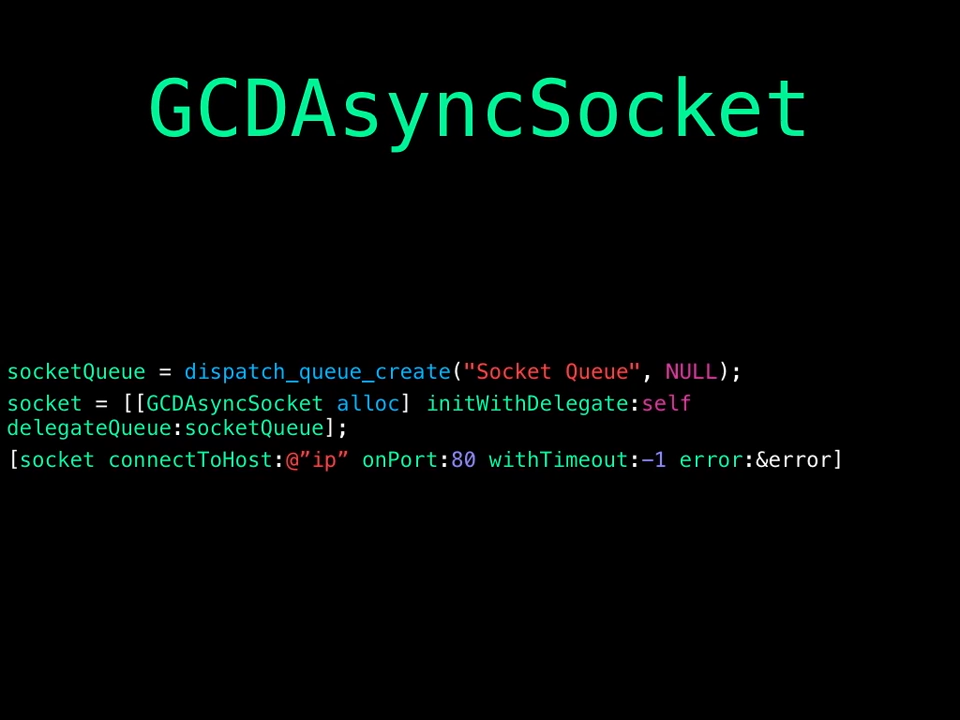 GCDAsyncSocket
socketQueue = dispatch_queue_create("Socket Queue", NULL);
socket = [[GCDAsyncSocket alloc] initWithDelegate:self
delegateQueue:socketQueue];
[socket connectToHost:@”ip” onPort:80 withTimeout:-1 error:&error]